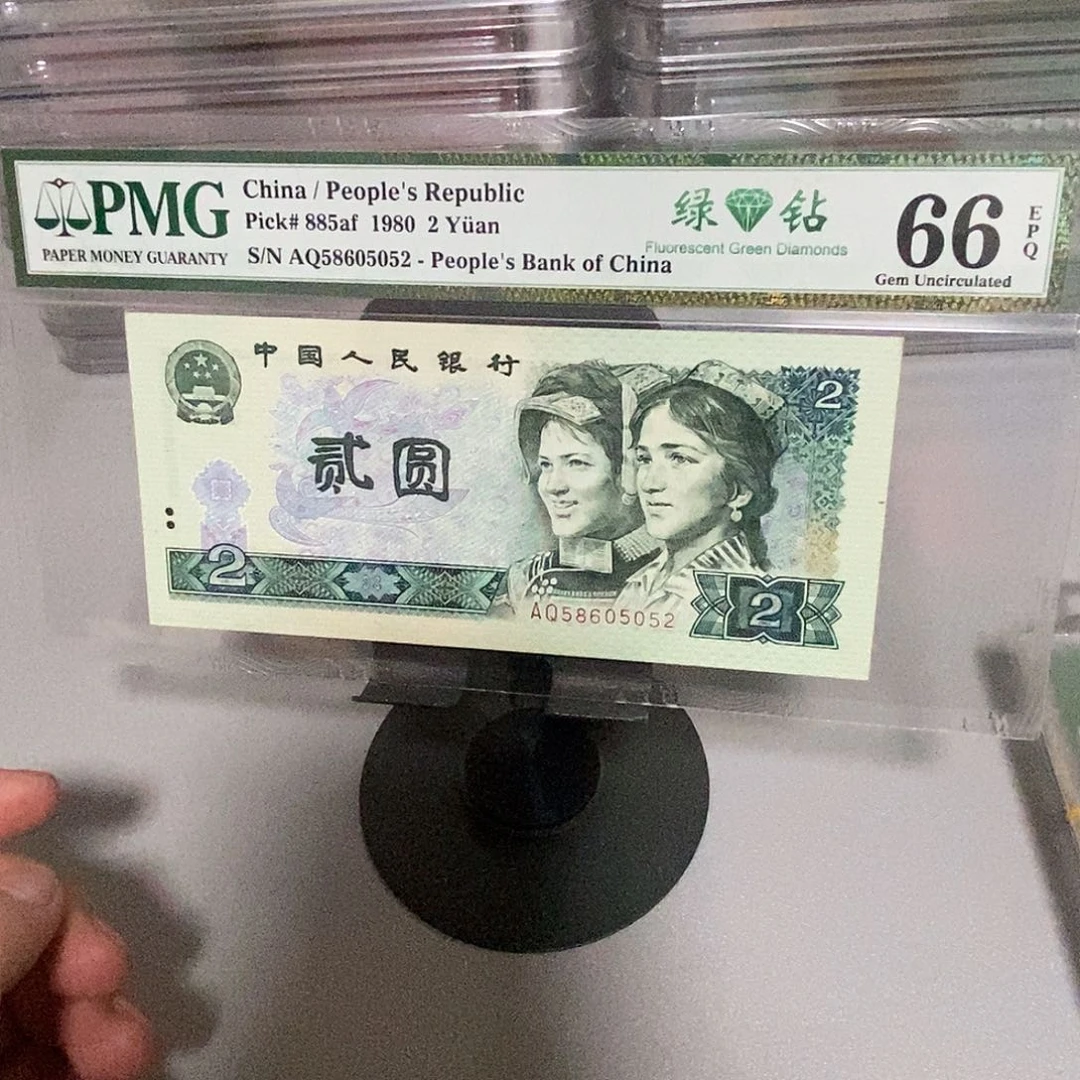 PMG
PAPER MONEY GUARANTY
China / People's Republic
Pick# 885af 1980 2 Yüan
S/N AQ58605052 - People's Bank of China
绿钻
Fluorescent Green Diamonds
66
EPQ
Gem Uncirculated
中国人民银行
2
贰圆
2
AQ58605052
2